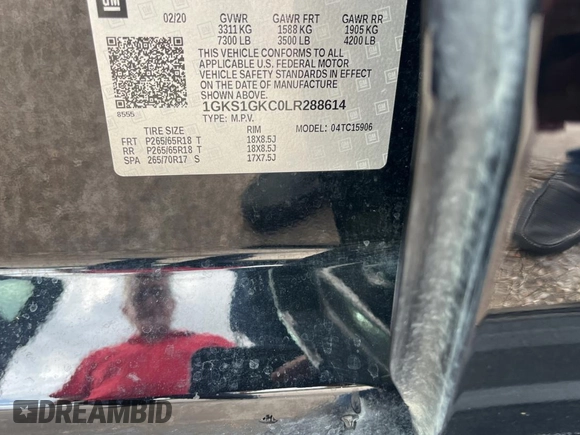 GM
02/20 GVWR GAWR FRT GAWR RR
3311 KG 1588 KG 1905 KG
7300 LB 3500 LB 4200 LB
THIS VEHICLE CONFORMS TO ALL
APPLICABLE U.S. FEDERAL MOTOR
VEHICLE SAFETY STANDARDS IN EFFECT
ON THE DATE OF MANUFACTURE
SHOWN ABOVE.
1GKS1GKC0LR288614
8555 TYPE: M.P.V.
TIRE SIZE RIM MODEL: 04TC15906
FRT P265/65R18 T 18X8.5J
RR P265/65R18 T 18X8.5J
SPA 265/70R17 S 17X7.5J
DREAMBID